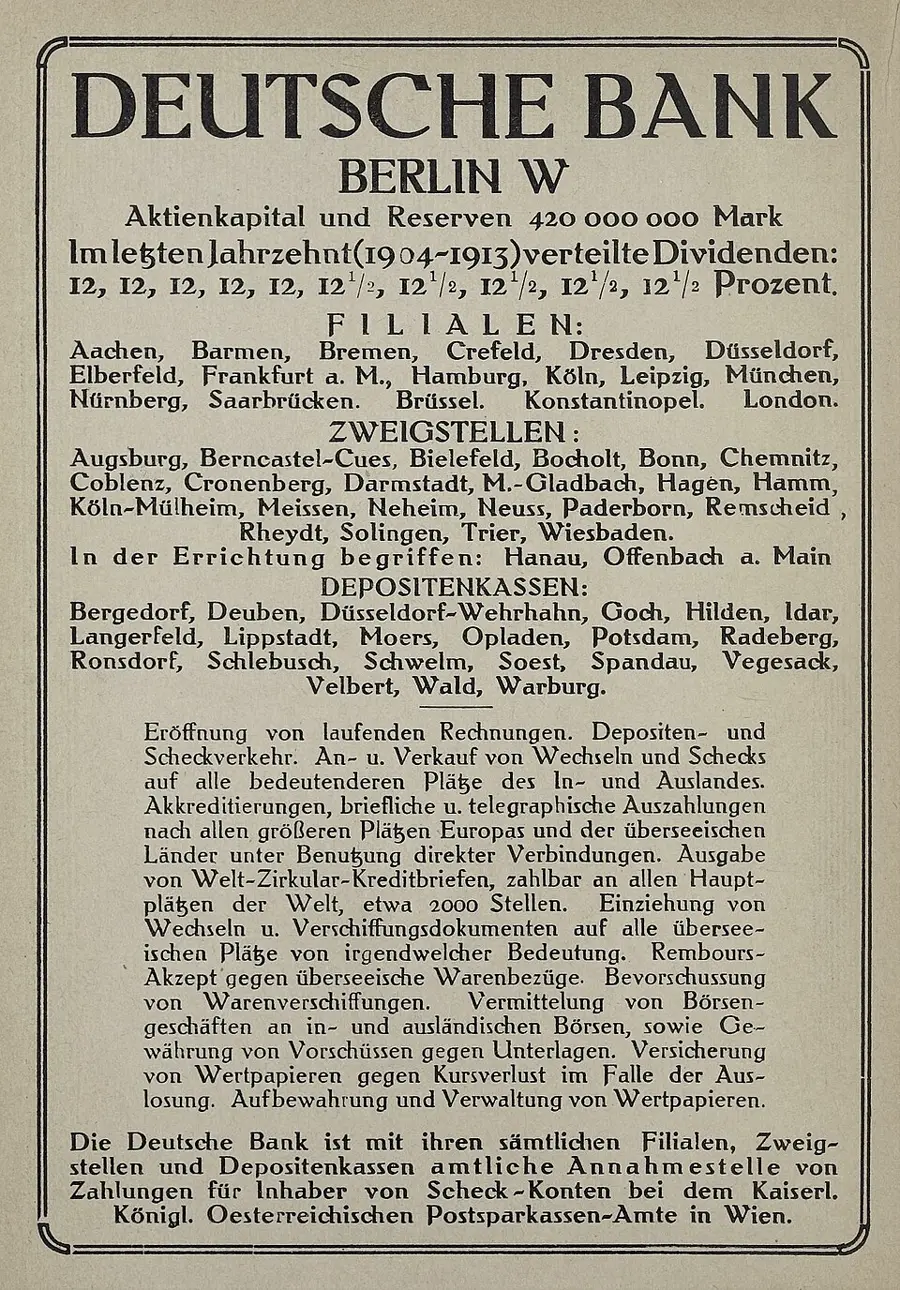 DEUTSCHE BANK
BERLIN W
Aktienkapital und Reserven 420 000 000 Mark
Im letzten Jahrzehnt (1904-1913) verteilte Dividenden:
12, 12, 12, 12, 12, 12 1/2, 12 1/2, 12 1/2, 12 1/2, 12 1/2 Prozent.
FILIALEN:
Aachen, Barmen, Bremen, Crefeld, Dresden, Düsseldorf,
Elberfeld, Frankfurt a. M., Hamburg, Köln, Leipzig, München,
Nürnberg, Saarbrücken. Brüssel. Konstantinopel. London.
ZWEIGSTELLEN:
Augsburg, Berncastel-Cues, Bielefeld, Bocholt, Bonn, Chemnitz,
Coblenz, Cronenberg, Darmstadt, M.-Gladbach, Hagen, Hamm,
Köln-Mülheim, Meissen, Neheim, Neuss, Paderborn, Remscheid,
Rheydt, Solingen, Trier, Wiesbaden.
In der Errichtung begriffen: Hanau, Offenbach a. Main
DEPOSITENKASSEN:
Bergedorf, Deuben, Düsseldorf-Wehrhahn, Goch, Hilden, Idar,
Langerfeld, Lippstadt, Moers, Opladen, Potsdam, Radeberg,
Ronsdorf, Schlebusch, Schwelm, Soest, Spandau, Vegesack,
Velbert, Wald, Warburg.
Eröffnung von laufenden Rechnungen. Depositen- und
Scheckverkehr. An- u. Verkauf von Wechseln und Schecks
auf alle bedeutenderen Plätze des In- und Auslandes.
Akkreditierungen, briefliche u. telegraphische Auszahlungen
nach allen größeren Plätzen Europas und der überseeischen
Länder unter Benutzung direkter Verbindungen. Ausgabe
von Welt-Zirkular-Kreditbriefen, zahlbar an allen Haupt-
plätzen der Welt, etwa 2000 Stellen. Einziehung von
Wechseln u. Verschiffungsdokumenten auf alle übersee-
ischen Plätze von irgendwelcher Bedeutung. Rembours-
Akzept gegen überseeische Warenbezüge. Bevorschussung
von Warenverschiffungen. Vermittelung von Börsen-
geschäften an in- und ausländischen Börsen, sowie Ge-
währung von Vorschüssen gegen Unterlagen. Versicherung
von Wertpapieren gegen Kursverlust im Falle der Aus-
losung. Aufbewahrung und Verwaltung von Wertpapieren.
Die Deutsche Bank ist mit ihren sämtlichen Filialen, Zweig-
stellen und Depositenkassen amtliche Annahmestelle von
Zahlungen für Inhaber von Scheck-Konten bei dem Kaiserl.
Königl. Oesterreichischen Postsparkassen-Amte in Wien.